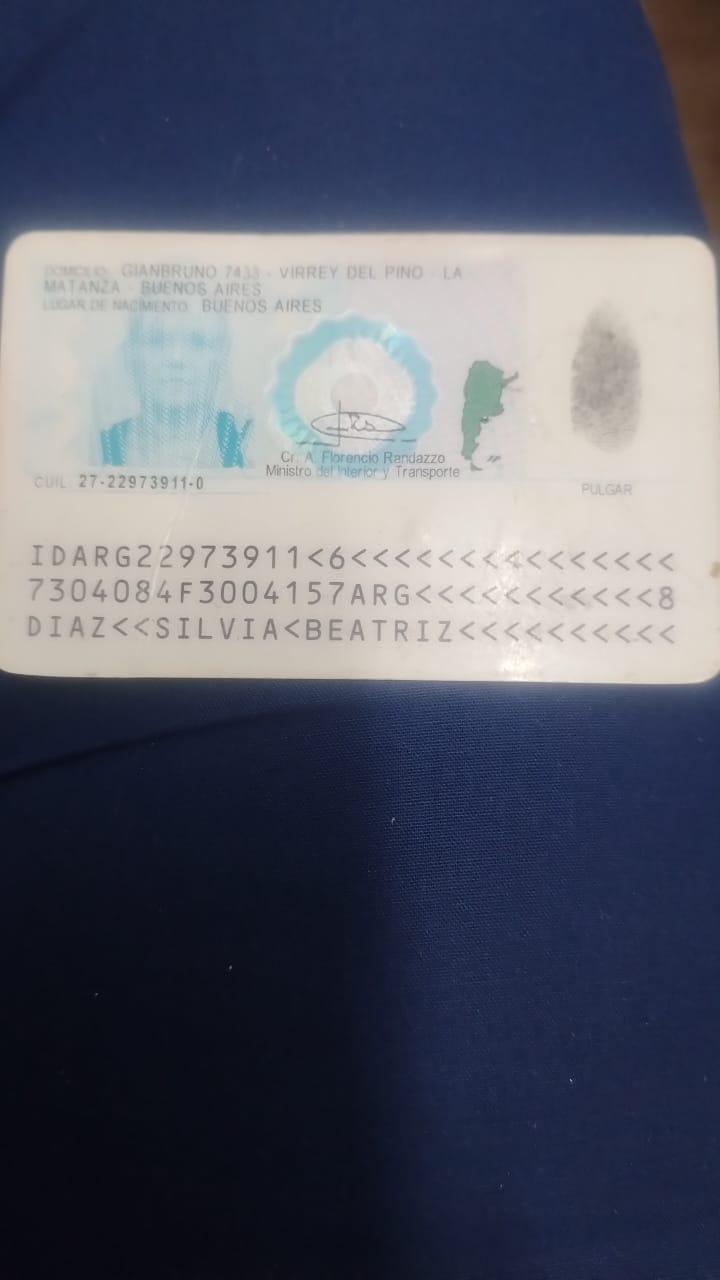 DOMICILIO: GIANBRUNO 7433 - VIRREY DEL PINO - LA
MATANZA - BUENOS AIRES
LUGAR DE NACIMIENTO: BUENOS AIRES
Cr. A. Florencio Randazzo
Ministro del Interior y Transporte
CUIL: 27-22973911-0
PULGAR
IDARG22973911<6<<<<<<<<<<<<<<<
7304084F3004157ARG<<<<<<<<<<<8
DIAZ<<SILVIA<BEATRIZ<<<<<<<<<<